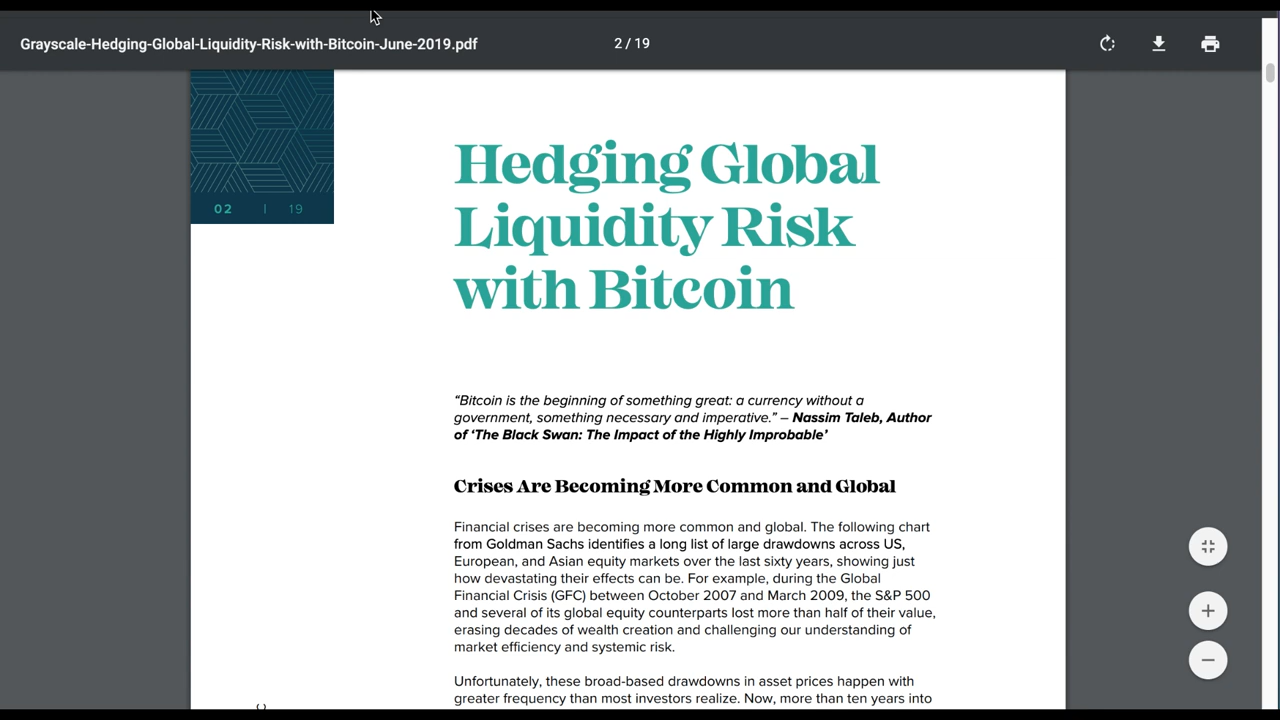 Grayscale-Hedging-Global-Liquidity-Risk-with-Bitcoin-June-2019.pdf
2 / 19
02 | 19
Hedging Global
Liquidity Risk
with Bitcoin
“Bitcoin is the beginning of something great: a currency without a
government, something necessary and imperative.” – Nassim Taleb, Author
of ‘The Black Swan: The Impact of the Highly Improbable’
Crises Are Becoming More Common and Global
Financial crises are becoming more common and global. The following chart
from Goldman Sachs identifies a long list of large drawdowns across US,
European, and Asian equity markets over the last sixty years, showing just
how devastating their effects can be. For example, during the Global
Financial Crisis (GFC) between October 2007 and March 2009, the S&P 500
and several of its global equity counterparts lost more than half of their value,
erasing decades of wealth creation and challenging our understanding of
market efficiency and systemic risk.
Unfortunately, these broad-based drawdowns in asset prices happen with
greater frequency than most investors realize. Now, more than ten years into